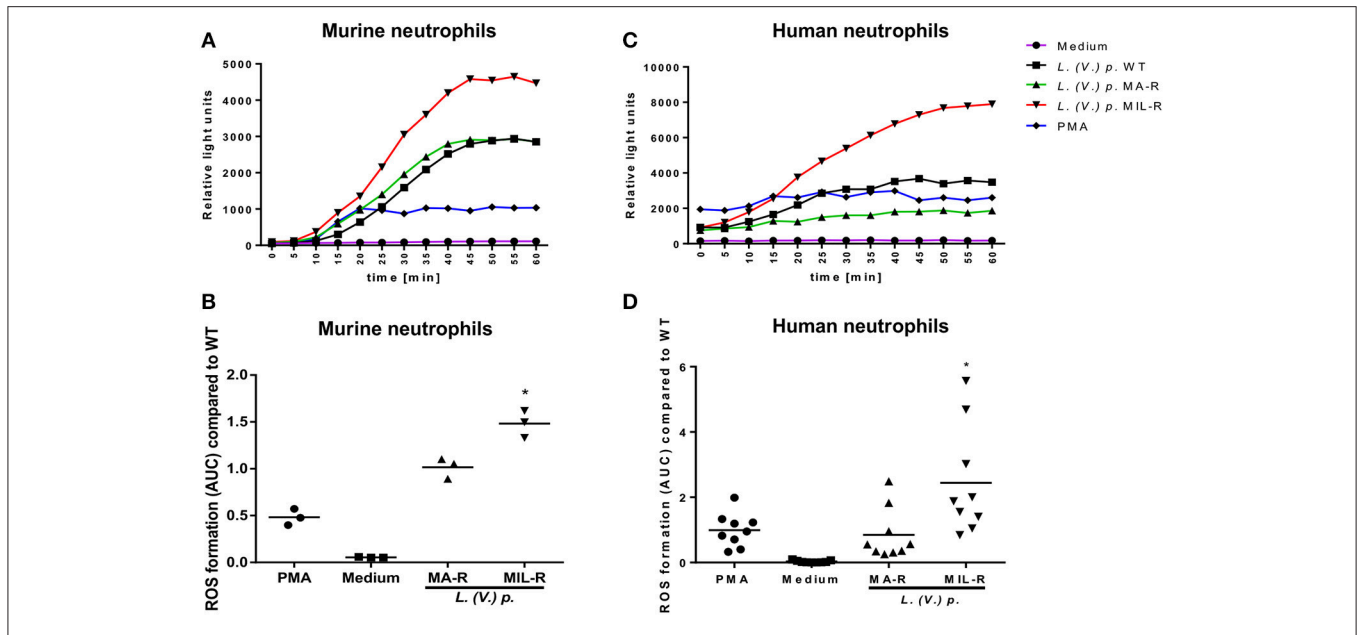 A
Murine neutrophils
Relative light units
5000
4000
3000
2000
1000
0
0 5 10 15 20 25 30 35 40 45 50 55 60
time [min]
C
Human neutrophils
Relative light units
10000
8000
6000
4000
2000
0
0 5 10 15 20 25 30 35 40 45 50 55 60
time [min]
Medium
L. (V.) p. WT
L. (V.) p. MA-R
L. (V.) p. MIL-R
PMA
B
Murine neutrophils
ROS formation (AUC) compared to WT
2.0
1.5
1.0
0.5
0.0
*
PMA Medium MA-R MIL-R
L. (V.) p.
D
Human neutrophils
ROS formation (AUC) compared to WT
6
4
2
0
*
PMA Medium MA-R MIL-R
L. (V.) p.